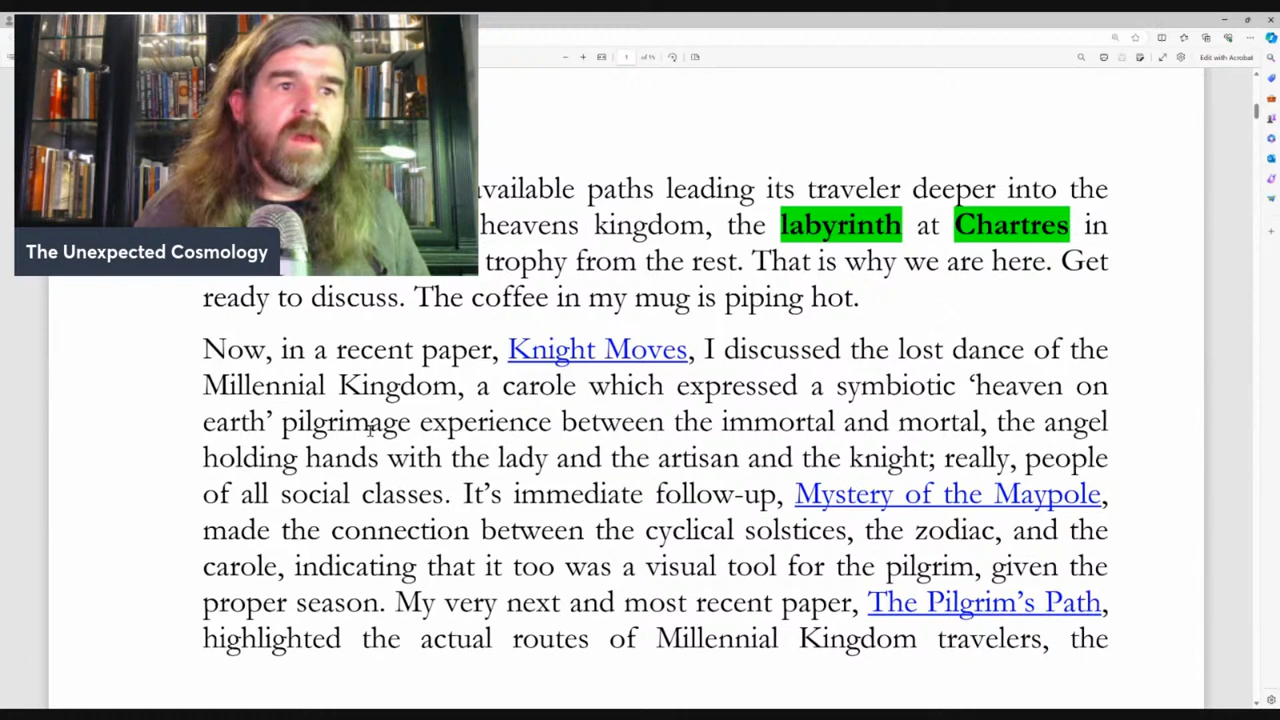 1 of 15
Edit with Acrobat
available paths leading its traveler deeper into the
heavens kingdom, the labyrinth at Chartres in
The Unexpected Cosmology
trophy from the rest. That is why we are here. Get
ready to discuss. The coffee in my mug is piping hot.
Now, in a recent paper, Knight Moves, I discussed the lost dance of the
Millennial Kingdom, a carole which expressed a symbiotic ‘heaven on
earth’ pilgrimage experience between the immortal and mortal, the angel
holding hands with the lady and the artisan and the knight; really, people
of all social classes. It’s immediate follow-up, Mystery of the Maypole,
made the connection between the cyclical solstices, the zodiac, and the
carole, indicating that it too was a visual tool for the pilgrim, given the
proper season. My very next and most recent paper, The Pilgrim’s Path,
highlighted the actual routes of Millennial Kingdom travelers, the